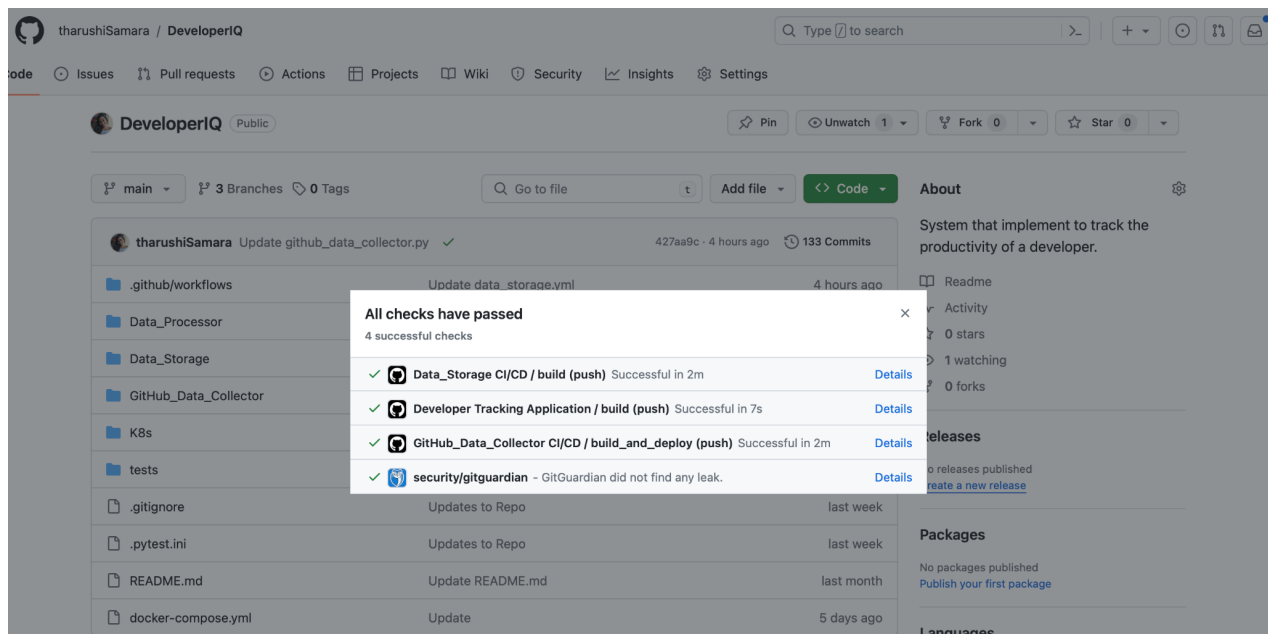 tharushiSamara / DeveloperIQ
Type / to search
ode Issues Pull requests Actions Projects Wiki Security Insights Settings
DeveloperIQ Public Pin Unwatch 1 Fork 0 Star 0
main 3 Branches 0 Tags Go to file t Add file Code
About
System that implement to track the
productivity of a developer.
tharushiSamara Update github_data_collector.py 427aa9c · 4 hours ago 133 Commits
.github/workflows Update data_storage.yml 4 hours ago
Data_Processor
Data_Storage
GitHub_Data_Collector
K8s
tests
All checks have passed
4 successful checks
Data_Storage CI/CD / build (push) Successful in 2m Details
Developer Tracking Application / build (push) Successful in 7s Details
GitHub_Data_Collector CI/CD / build_and_deploy (push) Successful in 2m Details
security/gitguardian - GitGuardian did not find any leak. Details
.gitignore Updates to Repo last week
.pytest.ini Updates to Repo last week
README.md Update README.md last month
docker-compose.yml Update 5 days ago
Readme
Activity
0 stars
1 watching
0 forks
eleases
o releases published
reate a new release
Packages
No packages published
Publish your first package
Languages